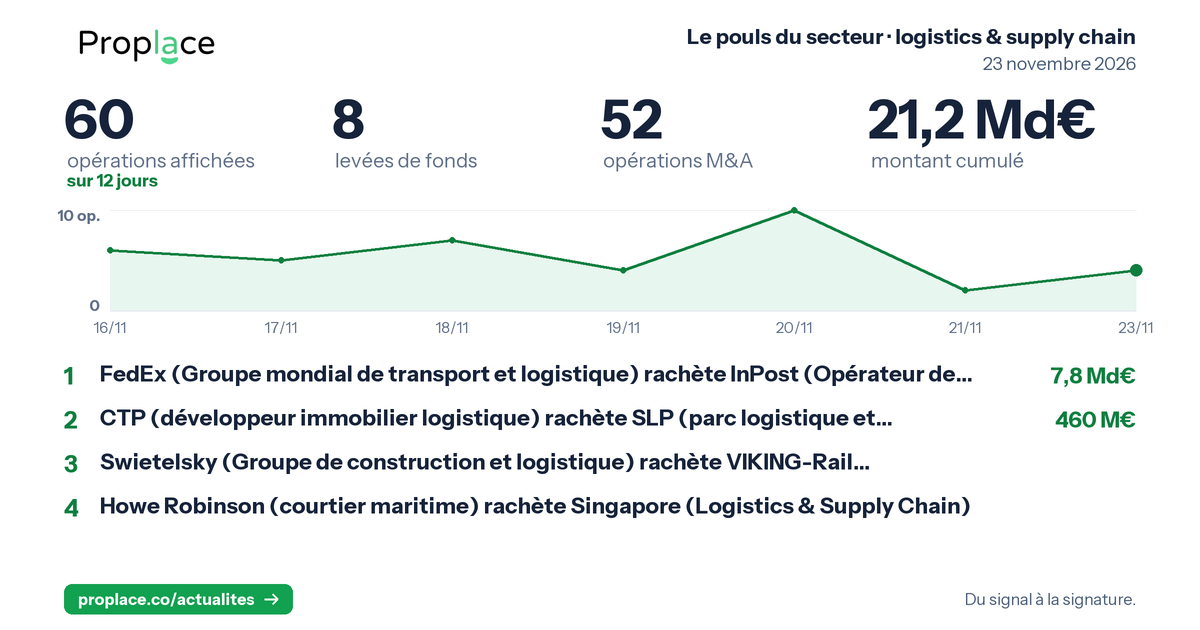 Proplace
Le pouls du secteur · logistics & supply chain
23 novembre 2026
60
opérations affichées
sur 12 jours
8
levées de fonds
52
opérations M&A
21,2 Md€
montant cumulé
10 op.
0
16/11
17/11
18/11
19/11
20/11
21/11
23/11
1 FedEx (Groupe mondial de transport et logistique) rachète InPost (Opérateur de... 7,8 Md€
2 CTP (développeur immobilier logistique) rachète SLP (parc logistique et... 460 M€
3 Swietelsky (Groupe de construction et logistique) rachète VIKING-Rail...
4 Howe Robinson (courtier maritime) rachète Singapore (Logistics & Supply Chain)
proplace.co/actualites →
Du signal à la signature.